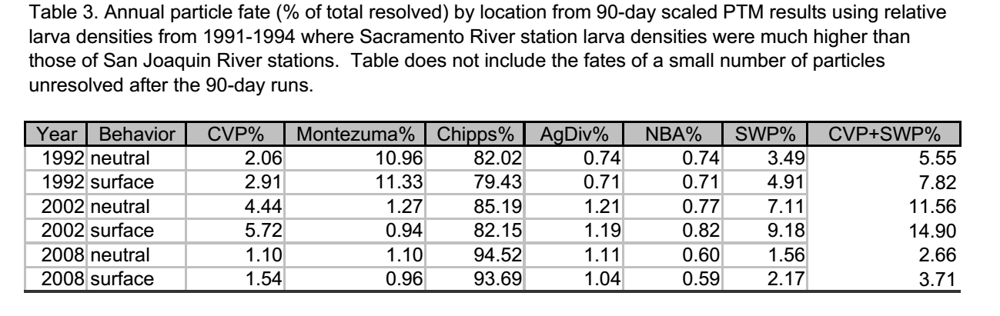 Table 3. Annual particle fate (% of total resolved) by location from 90-day scaled PTM results using relative
larva densities from 1991-1994 where Sacramento River station larva densities were much higher than
those of San Joaquin River stations.  Table does not include the fates of a small number of particles
unresolved after the 90-day runs.
Year Behavior CVP% Montezuma% Chipps% AgDiv% NBA% SWP% CVP+SWP%
1992 neutral 2.06 10.96 82.02 0.74 0.74 3.49 5.55
1992 surface 2.91 11.33 79.43 0.71 0.71 4.91 7.82
2002 neutral 4.44 1.27 85.19 1.21 0.77 7.11 11.56
2002 surface 5.72 0.94 82.15 1.19 0.82 9.18 14.90
2008 neutral 1.10 1.10 94.52 1.11 0.60 1.56 2.66
2008 surface 1.54 0.96 93.69 1.04 0.59 2.17 3.71